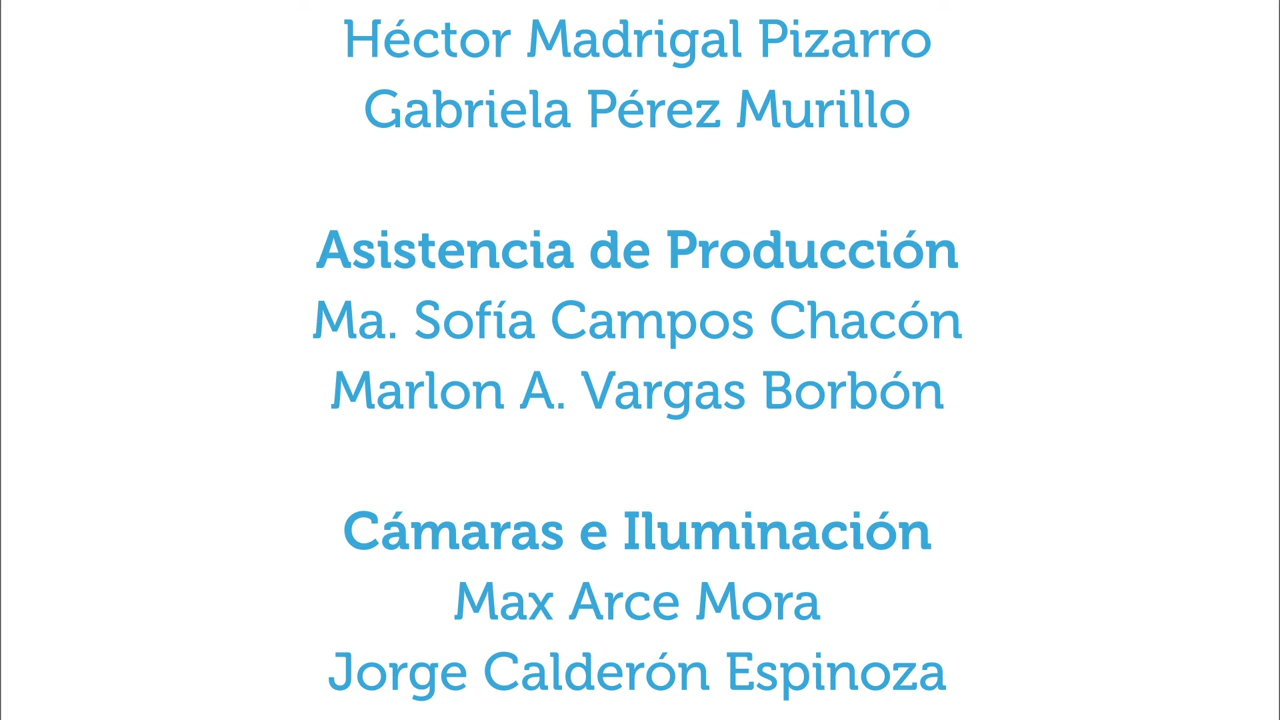 Héctor Madrigal Pizarro
Gabriela Pérez Murillo
Asistencia de Producción
Ma. Sofía Campos Chacón
Marlon A. Vargas Borbón
Cámaras e Iluminación
Max Arce Mora
Jorge Calderón Espinoza